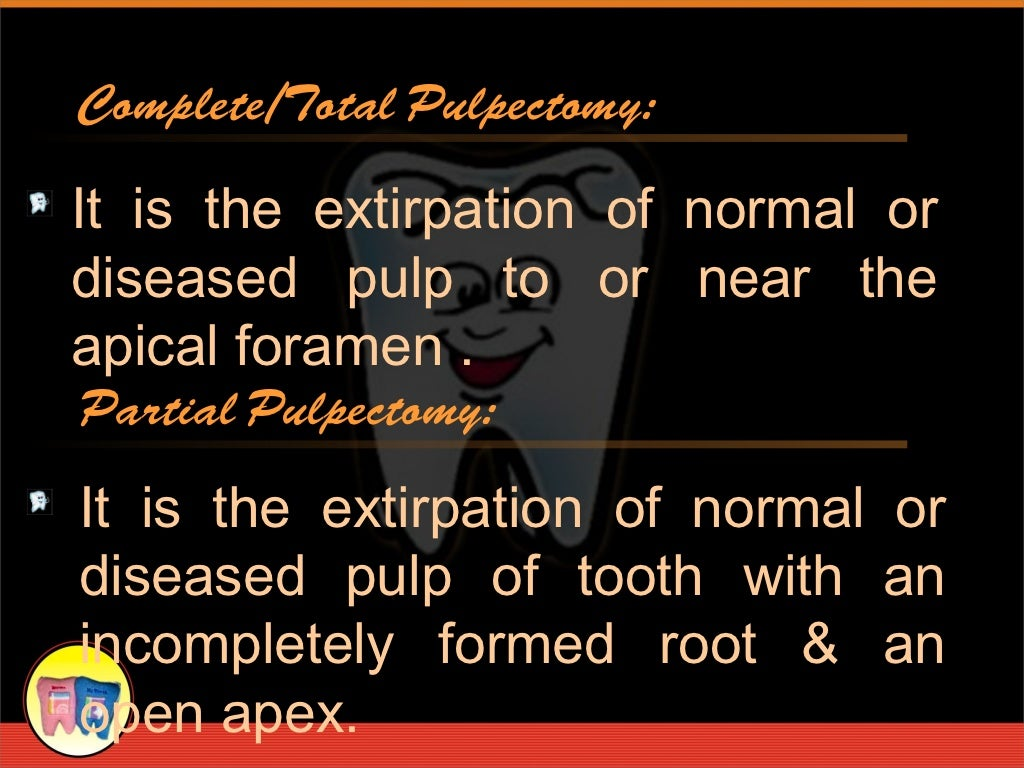 Complete/Total Pulpectomy:
It is the extirpation of normal or
diseased pulp to or near the
apical foramen .
Partial Pulpectomy:
It is the extirpation of normal or
diseased pulp of tooth with an
incompletely formed root & an
open apex.